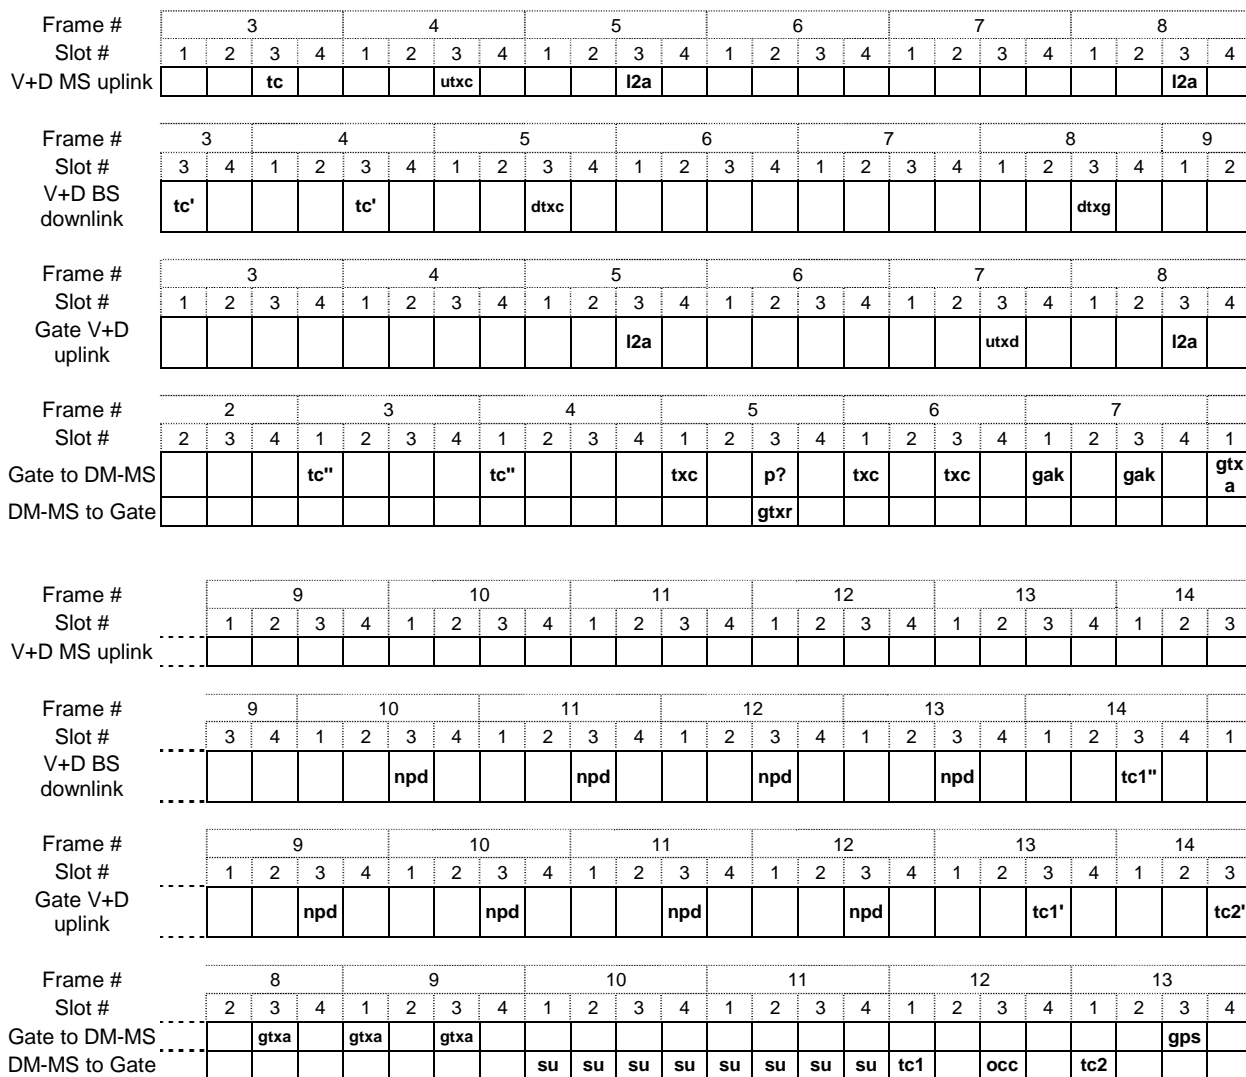 Frame # 3 4 5 6 7 8
Slot # 1 2 3 4 1 2 3 4 1 2 3 4 1 2 3 4 1 2 3 4 1 2 3 4
V+D MS uplink tc utxc l2a l2a
Frame # 3 4 5 6 7 8 9
Slot # 3 4 1 2 3 4 1 2 3 4 1 2 3 4 1 2 3 4 1 2 3 4 1 2
V+D BS
downlink tc' tc' dtxc dtxg
Frame # 3 4 5 6 7 8
Slot # 1 2 3 4 1 2 3 4 1 2 3 4 1 2 3 4 1 2 3 4 1 2 3 4
Gate V+D
uplink l2a utxd l2a
Frame # 2 3 4 5 6 7
Slot # 2 3 4 1 2 3 4 1 2 3 4 1 2 3 4 1 2 3 4 1 2 3 4 1
Gate to DM-MS tc'' tc'' txc p? txc txc gak gak gtx
a
DM-MS to Gate gtxr
Frame # 9 10 11 12 13 14
Slot # 1 2 3 4 1 2 3 4 1 2 3 4 1 2 3 4 1 2 3 4 1 2 3
V+D MS uplink
Frame # 9 10 11 12 13 14
Slot # 3 4 1 2 3 4 1 2 3 4 1 2 3 4 1 2 3 4 1 2 3 4 1
V+D BS
downlink npd npd npd npd tc1''
Frame # 9 10 11 12 13 14
Slot # 1 2 3 4 1 2 3 4 1 2 3 4 1 2 3 4 1 2 3 4 1 2 3
Gate V+D
uplink npd npd npd npd tc1' tc2'
Frame # 8 9 10 11 12 13
Slot # 2 3 4 1 2 3 4 1 2 3 4 1 2 3 4 1 2 3 4 1 2 3 4
Gate to DM-MS gtxa gtxa gtxa gps
DM-MS to Gate su su su su su su su su tc1 occ tc2